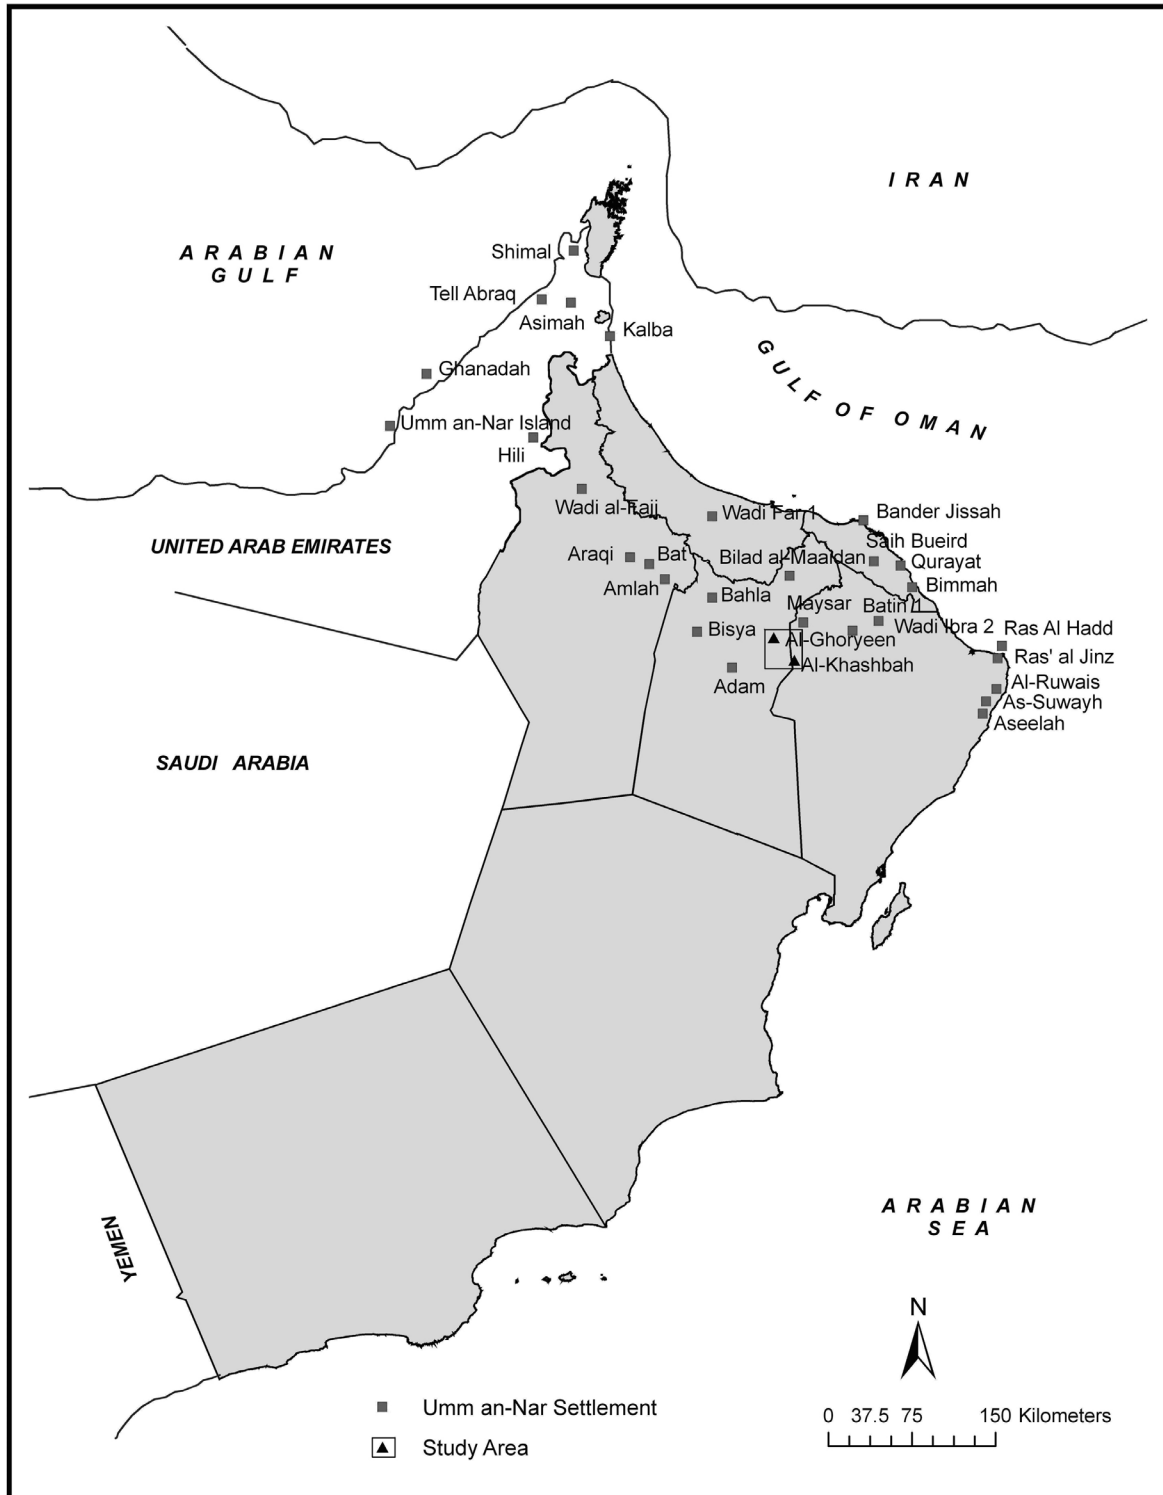 IRAN
ARABIAN
GULF
Shimal
Tell Abraq
Asimah
Kalba
GULF OF OMAN
Ghanadah
Umm an-Nar Island
Hili
Wadi al-Fajj
Wadi Far 1
Bander Jissah
Saih Bueird
UNITED ARAB EMIRATES
Araqi
Bat
Bilad al-Maaidan
Qurayat
Amlah
Bimmah
Bahla
Maysar
Batin 1
Bisya
Wadi Ibra 2
Ras Al Hadd
Al-Ghoryeen
Ras' al Jinz
Al-Khashbah
Adam
Al-Ruwais
As-Suwayh
Aseelah
SAUDI ARABIA
ARABIAN
SEA
YEMEN
N
Umm an-Nar Settlement
0 37.5 75 150 Kilometers
Study Area